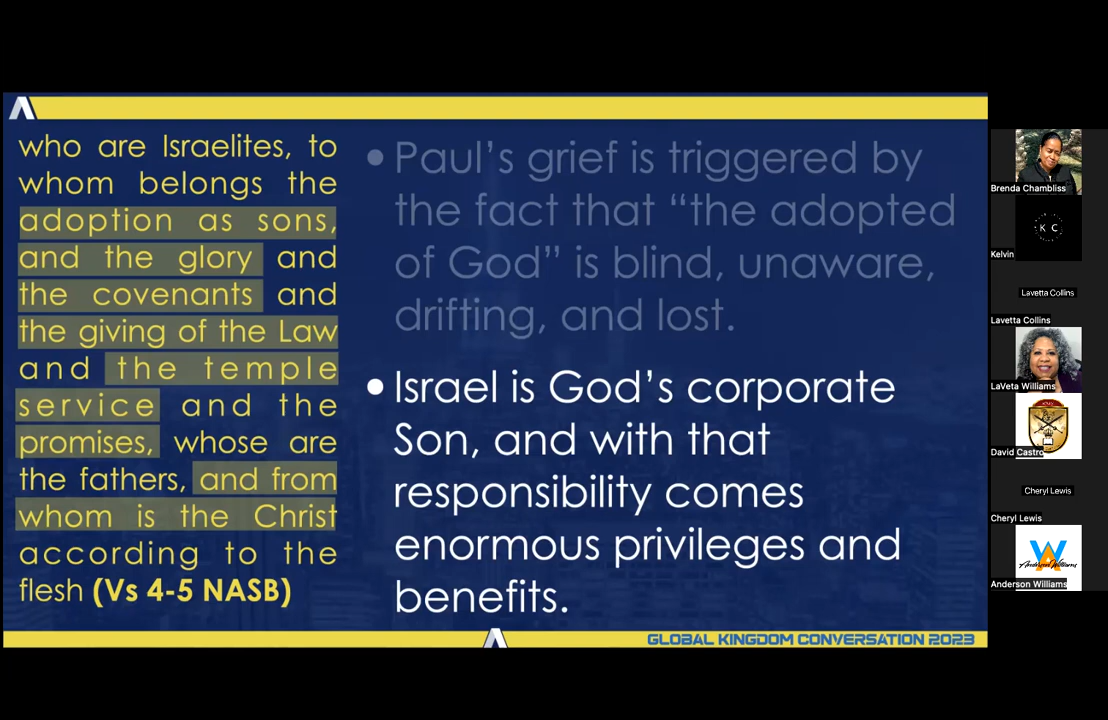 who are Israelites, to
whom belongs the
adoption as sons,
and the glory and
the covenants and
the giving of the Law
and the temple
service and the
promises, whose are
the fathers, and from
whom is the Christ
according to the
flesh (Vs 4-5 NASB)
• Paul’s grief is triggered by
the fact that “the adopted
of God” is blind, unaware,
drifting, and lost.
• Israel is God’s corporate
Son, and with that
responsibility comes
enormous privileges and
benefits.
GLOBAL KINGDOM CONVERSATION 2023
Brenda Chambliss
K C
Kelvin
Lavetta Collins
Lavetta Collins
LaVeta Williams
David Castro
Cheryl Lewis
Cheryl Lewis
Anderson Williams
Anderson Williams